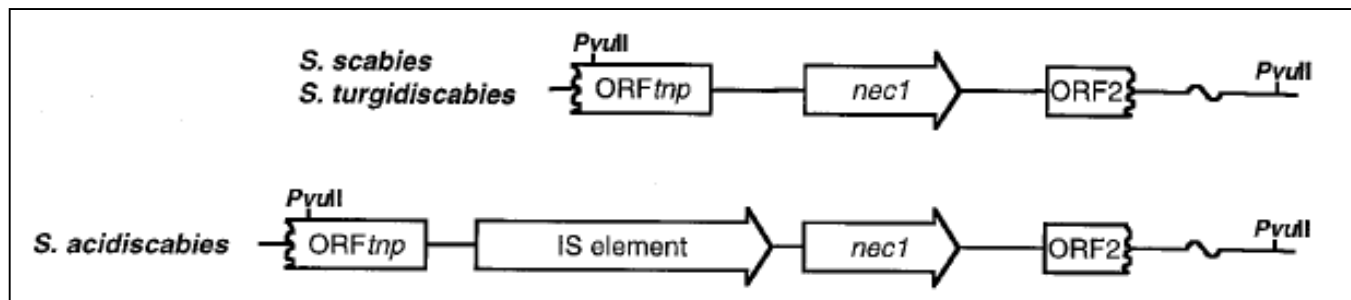 PvuII
S. scabies
S. turgidiscabies
ORFtnp
nec1
ORF2
PvuII
PvuII
S. acidiscabies
ORFtnp
IS element
nec1
ORF2
PvuII